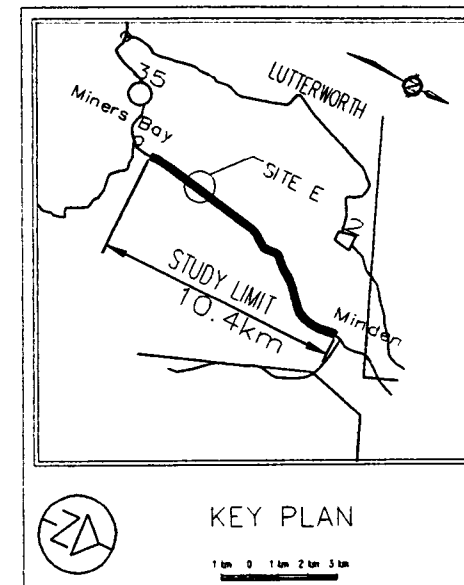 35
LUTTERWORTH
N
Miners Bay
SITE E
2
STUDY LIMIT
10.4km
Minden
N
KEY PLAN
1 km 0 1 km 2 km 3 km